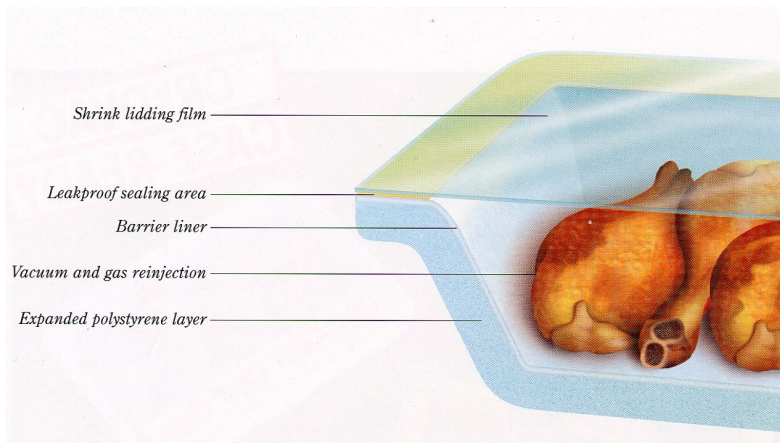 Shrink lidding film
Leakproof sealing area
Barrier liner
Vacuum and gas reinjection
Expanded polystyrene layer